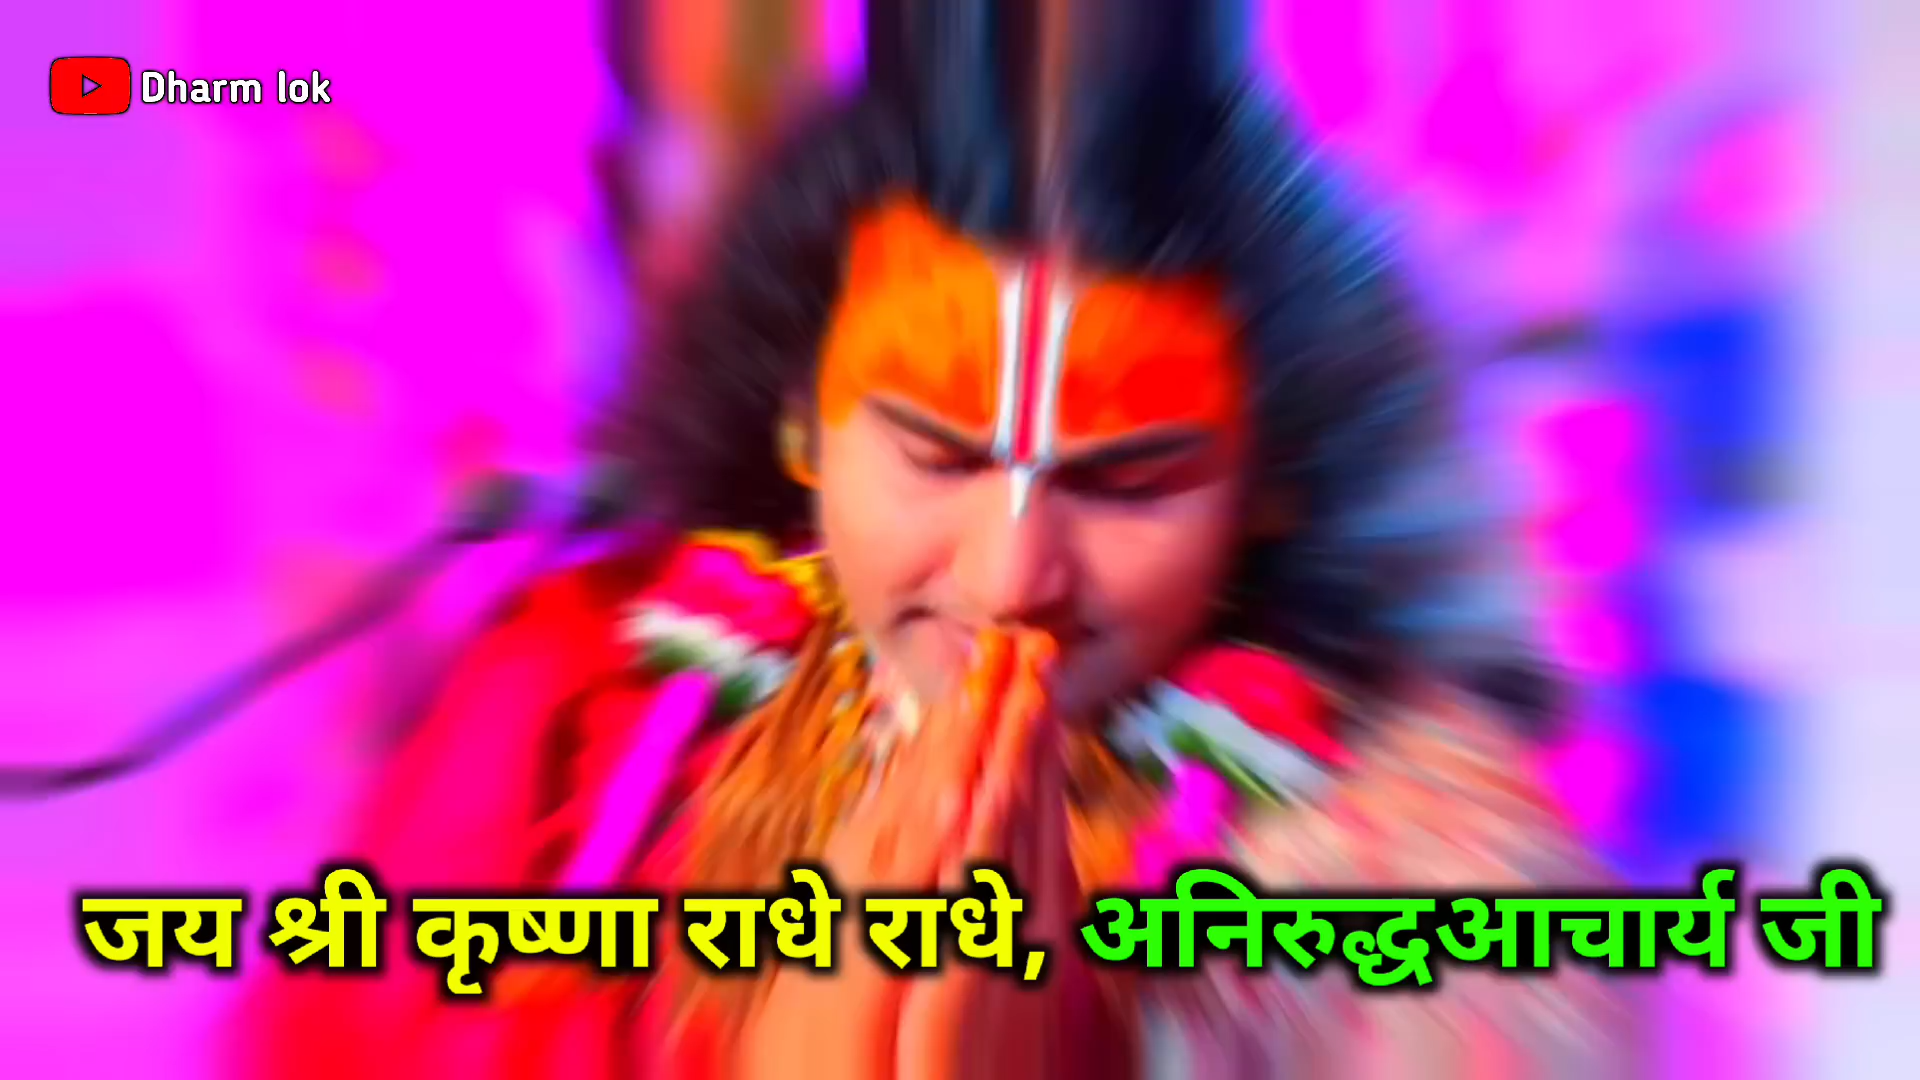 Dharm lok
जय श्री कृष्णा राधे राधे, अनिरुद्धआचार्य जी